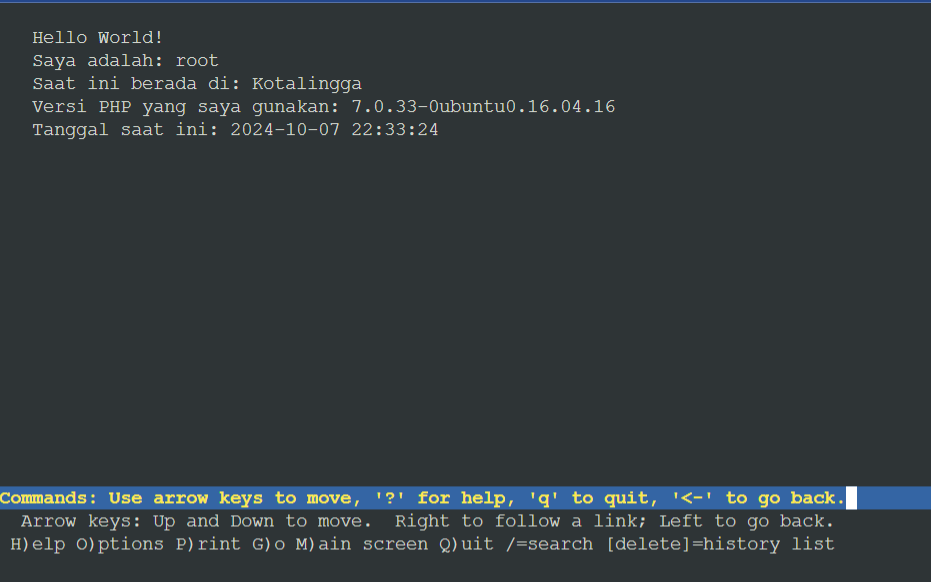 Hello World!
Saya adalah: root
Saat ini berada di: Kotalingga
Versi PHP yang saya gunakan: 7.0.33-0ubuntu0.16.04.16
Tanggal saat ini: 2024-10-07 22:33:24
Commands: Use arrow keys to move, '?' for help, 'q' to quit, '<-' to go back.
Arrow keys: Up and Down to move.  Right to follow a link; Left to go back.
H)elp O)ptions P)rint G)o M)ain screen Q)uit /=search [delete]=history list